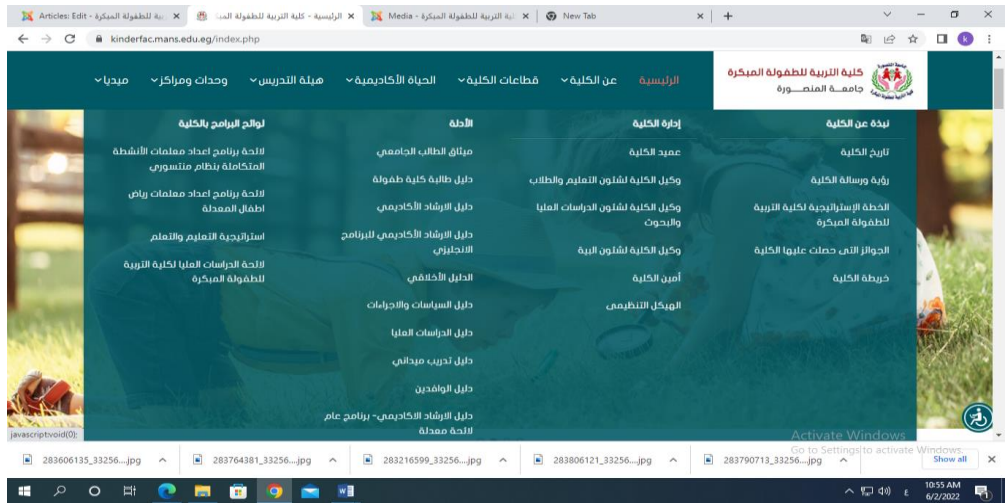 Articles: Edit - كلية التربية للطفولة المبكرة
الرئيسية - كلية التربية للطفولة المبـ
Media - كلية التربية للطفولة المبكرة
New Tab
kinderfac.mans.edu.eg/index.php
كلية التربية للطفولة المبكرة
جامعــة المنصــــورة
الرئيسية
عن الكلية
قطاعات الكلية
الحياة الأكاديمية
هيئة التدريس
وحدات ومراكز
ميديا
نبذة عن الكلية
تاريخ الكلية
رؤية ورسالة الكلية
الخطة الإستراتيجية لكلية التربية
للطفولة المبكرة
الجوائز التى حصلت عليها الكلية
خريطة الكلية
إدارة الكلية
عميد الكلية
وكيل الكلية لشئون التعليم والطلاب
وكيل الكلية لشئون الدراسات العليا
والبحوث
وكيل الكلية لشئون البية
أمين الكلية
الهيكل التنظيمى
الأدلة
ميثاق الطالب الجامعي
دليل طالبة كلية طفولة
دليل الارشاد الأكاديمي
دليل الارشاد الأكاديمي للبرنامج
الانجليزي
الدليل الأخلاقي
دليل السياسات والاجراءات
دليل الدراسات العليا
دليل تدريب ميداني
دليل الوافدين
دليل الارشاد الاكاديمي- برنامج عام
لائحة معدلة
لوائح البرامج بالكلية
لائحة برنامج اعداد معلمات الأنشطة
المتكاملة بنظام منتسوري
لائحة برنامج اعداد معلمات رياض
اطفال المعدلة
استراتيجية التعليم والتعلم
لائحة الدراسات العليا لكلية التربية
للطفولة المبكرة
javascript:void(0);
Activate Windows
Go to Settings to activate Windows.
283606135_33256....jpg
283764381_33256....jpg
283216599_33256....jpg
283806121_33256....jpg
283790713_33256....jpg
Show all
10:55 AM
6/2/2022